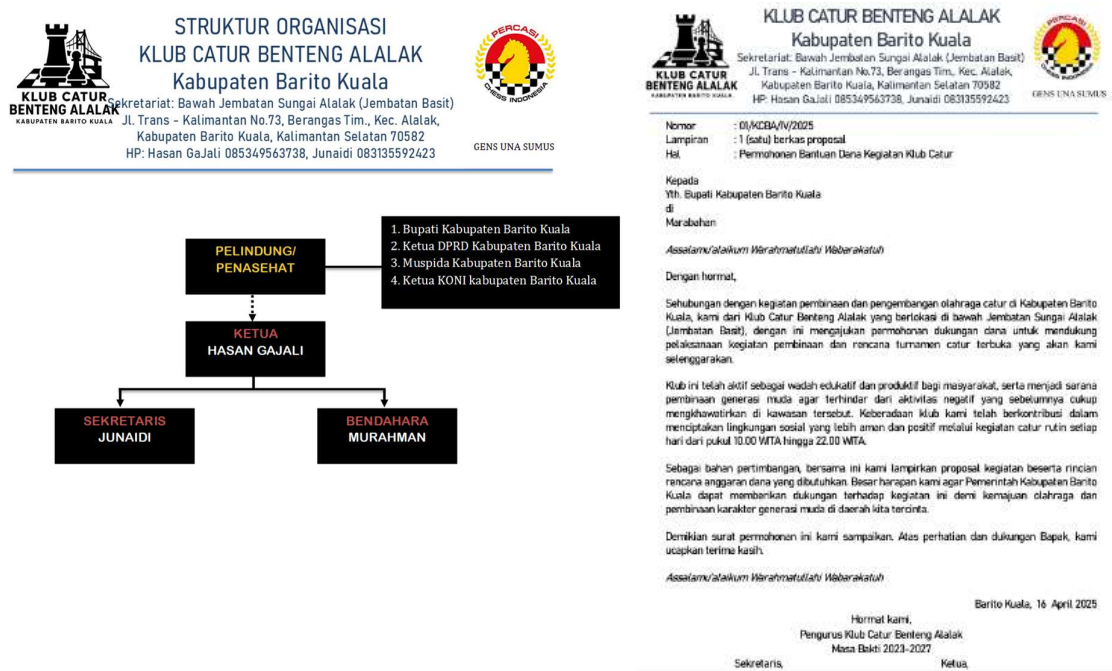 STRUKTUR ORGANISASI
KLUB CATUR BENTENG ALALAK
Kabupaten Barito Kuala
Sekretariat: Bawah Jembatan Sungai Alalak (Jembatan Basit)
Jl. Trans - Kalimantan No.73, Berangas Tim., Kec. Alalak,
Kabupaten Barito Kuala, Kalimantan Selatan 70582
HP: Hasan GaJali 085349563738, Junaidi 083135592423
KLUB CATUR
BENTENG ALALAK
KABUPATEN BARITO KUALA
PERCASI
CHESS INDONESIA
GENS UNA SUMUS
PELINDUNG/
PENASEHAT
1. Bupati Kabupaten Barito Kuala
2. Ketua DPRD Kabupaten Barito Kuala
3. Muspida Kabupaten Barito Kuala
4. Ketua KONI kabupaten Barito Kuala
KETUA
HASAN GAJALI
SEKRETARIS
JUNAIDI
BENDAHARA
MURAHMAN
KLUB CATUR BENTENG ALALAK
Kabupaten Barito Kuala
Sekretariat: Bawah Jembatan Sungai Alalak (Jembatan Basit)
Jl. Trans - Kalimantan No.73, Berangas Tim., Kec. Alalak,
Kabupaten Barito Kuala, Kalimantan Selatan 70582
HP: Hasan GaJali 085349563738, Junaidi 083135592423
KLUB CATUR
BENTENG ALALAK
KABUPATEN BARITO KUALA
PERCASI
CHESS INDONESIA
GENS UNA SUMUS
Nomor : 01/KCBA/IV/2025
Lampiran : 1 (satu) berkas proposal
Hal : Permohonan Bantuan Dana Kegiatan Klub Catur
Kepada
Yth. Bupati Kabupaten Barito Kuala
di
Marabahan
Assalamu'alaikum Warahmatullahi Wabarakatuh
Dengan hormat,
Sehubungan dengan kegiatan pembinaan dan pengembangan olahraga catur di Kabupaten Barito
Kuala, kami dari Klub Catur Benteng Alalak yang berlokasi di bawah Jembatan Sungai Alalak
(Jembatan Basit), dengan ini mengajukan permohonan dukungan dana untuk mendukung
pelaksanaan kegiatan pembinaan dan rencana turnamen catur terbuka yang akan kami
selenggarakan.
Klub ini telah aktif sebagai wadah edukatif dan produktif bagi masyarakat, serta menjadi sarana
pembinaan generasi muda agar terhindar dari aktivitas negatif yang sebelumnya cukup
mengkhawatirkan di kawasan tersebut. Keberadaan klub kami telah berkontribusi dalam
menciptakan lingkungan sosial yang lebih aman dan positif melalui kegiatan catur rutin setiap
hari dari pukul 10.00 WITA hingga 22.00 WITA.
Sebagai bahan pertimbangan, bersama ini kami lampirkan proposal kegiatan beserta rincian
rencana anggaran dana yang dibutuhkan. Besar harapan kami agar Pemerintah Kabupaten Barito
Kuala dapat memberikan dukungan terhadap kegiatan ini demi kemajuan olahraga dan
pembinaan karakter generasi muda di daerah kita tercinta.
Demikian surat permohonan ini kami sampaikan. Atas perhatian dan dukungan Bapak, kami
ucapkan terima kasih.
Assalamu'alaikum Warahmatullahi Wabarakatuh
Barito Kuala, 16 April 2025
Hormat kami,
Pengurus Klub Catur Benteng Alalak
Masa Bakti 2023-2027
Sekretaris, Ketua,